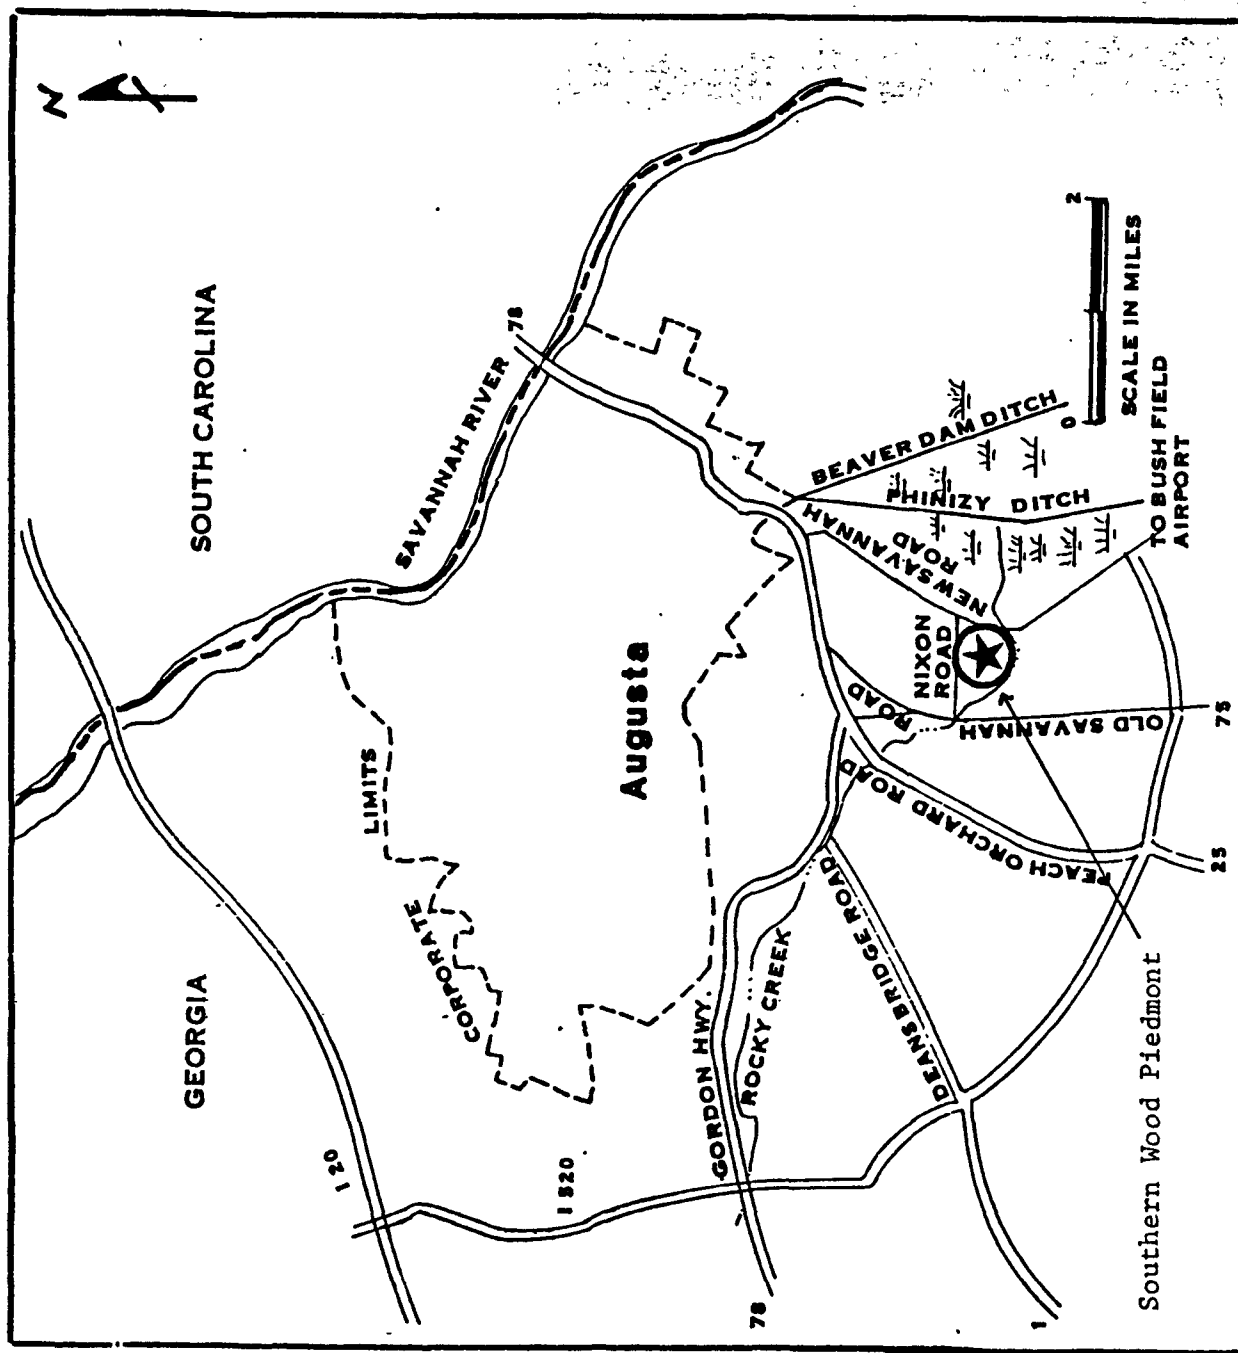 N
SOUTH CAROLINA
GEORGIA
SAVANNAH RIVER
78
I 20
CORPORATE
LIMITS
Augusta
I 520
GORDON HWY.
78
ROCKY CREEK
1
DEANSBRIDGE ROAD
PEACH ORCHARD ROAD
25
OLD SAVANNAH
ROAD
75
NIXON
ROAD
NEW SAVANNAH
ROAD
BEAVER DAM DITCH
PHINIZY DITCH
TO BUSH FIELD
AIRPORT
0
2
SCALE IN MILES
Southern Wood Piedmont